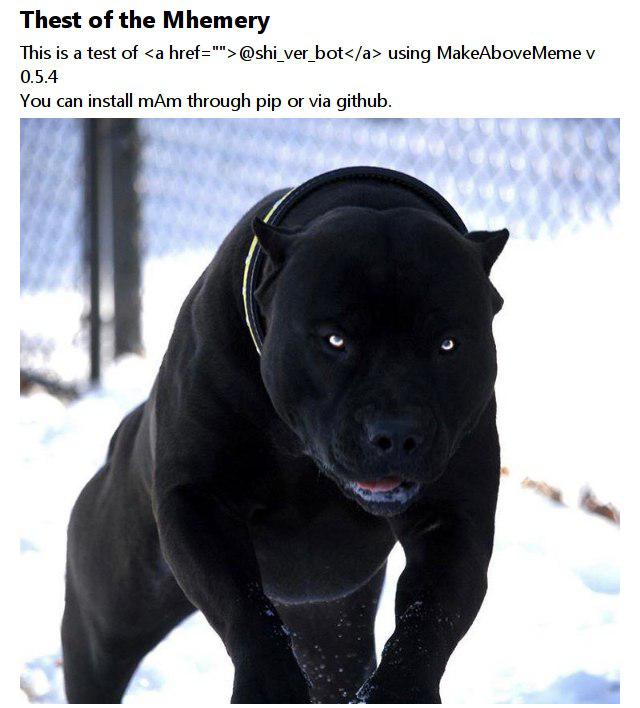 Thest of the Mhemery
This is a test of <a href="">@shi_ver_bot</a> using MakeAboveMeme v
0.5.4
You can install mAm through pip or via github.